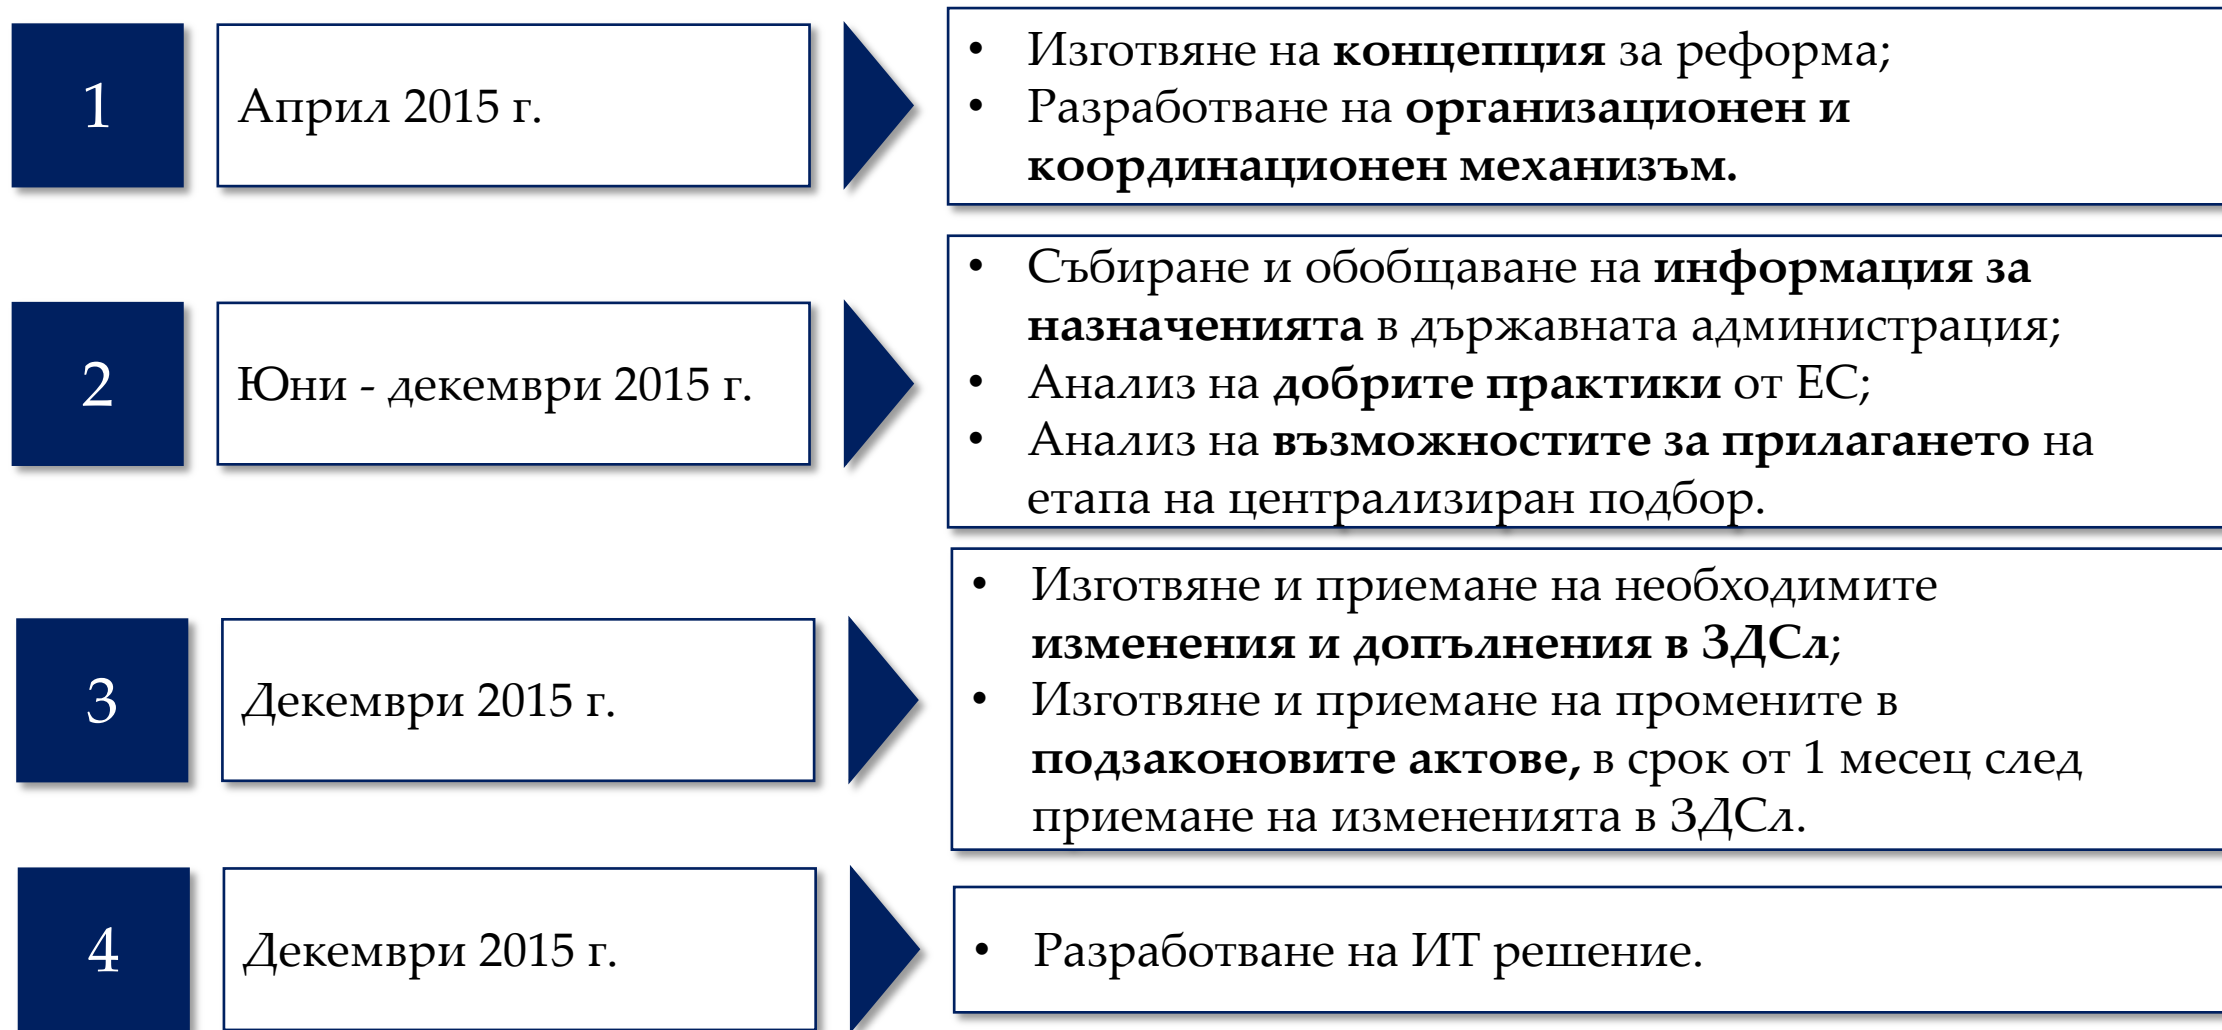 1
Април 2015 г.
• Изготвяне на концепция за реформа;
• Разработване на организационен и
координационен механизъм.
2
Юни - декември 2015 г.
• Събиране и обобщаване на информация за
назначенията в държавната администрация;
• Анализ на добрите практики от ЕС;
• Анализ на възможностите за прилагането на
етапа на централизиран подбор.
3
Декември 2015 г.
• Изготвяне и приемане на необходимите
изменения и допълнения в ЗДСл;
• Изготвяне и приемане на промените в
подзаконовите актове, в срок от 1 месец след
приемане на измененията в ЗДСл.
4
Декември 2015 г.
• Разработване на ИТ решение.